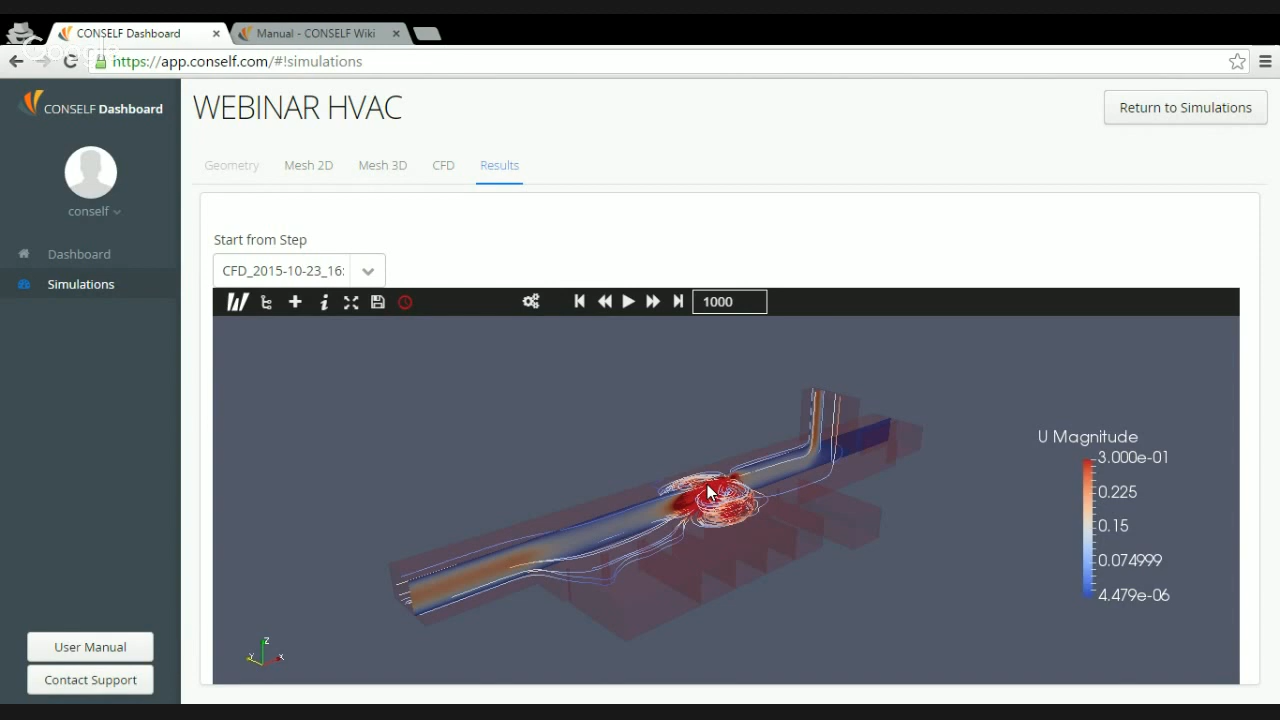 CONSELF Dashboard
Manual - CONSELF Wiki
Google
https://app.conself.com/#!simulations
CONSELF Dashboard
WEBINAR HVAC
Return to Simulations
Geometry
Mesh 2D
Mesh 3D
CFD
Results
conself
Dashboard
Simulations
Start from Step
CFD_2015-10-23_16:
1000
U Magnitude
3.000e-01
0.225
0.15
0.074999
4.479e-06
Z
Y
X
User Manual
Contact Support